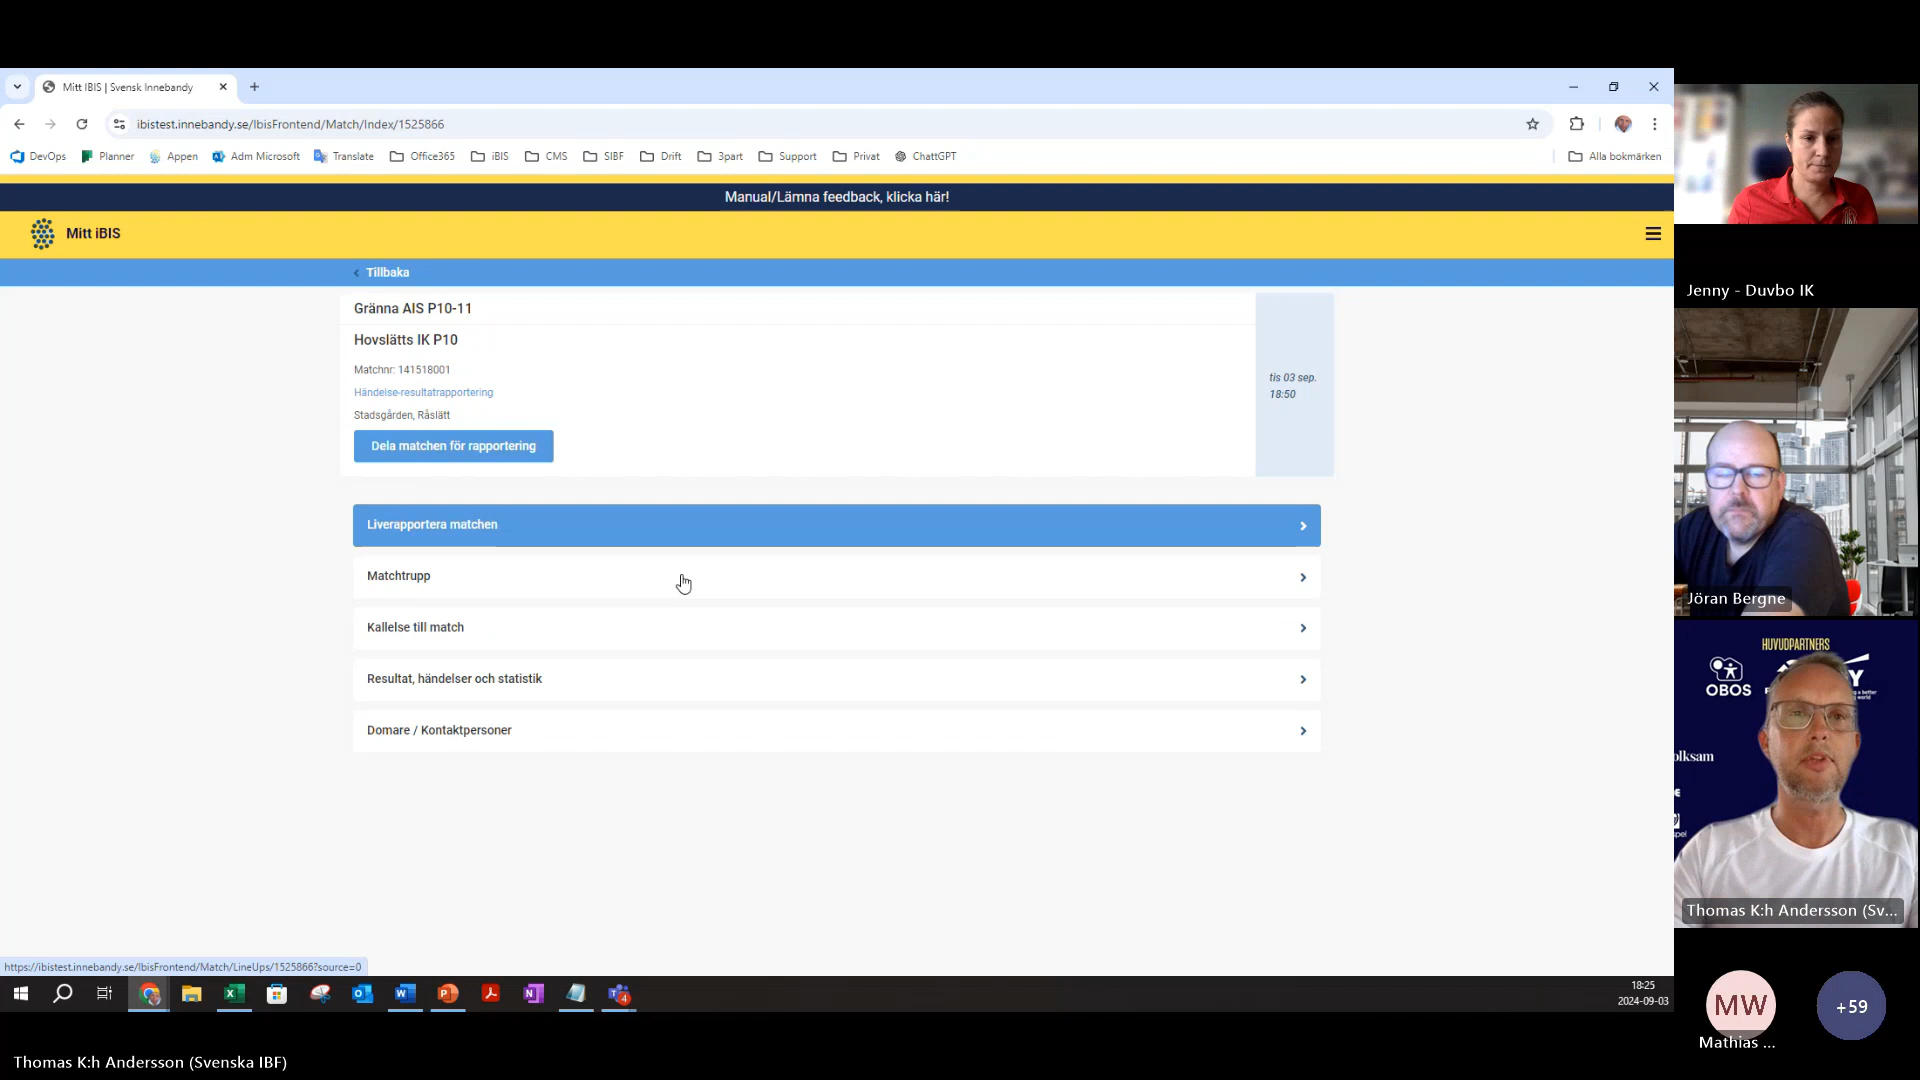 Mitt IBIS | Svensk Innebandy
ibistest.innebandy.se/IbisFrontend/Match/Index/1525866
DevOps Planner Appen Adm Microsoft Translate Office365 iBIS CMS SIBF Drift 3part Support Privat ChatGPT Alla bokmärken
Manual/Lämna feedback, klicka här!
Mitt iBIS
Tillbaka
Gränna AIS P10-11
Hovslätts IK P10
Matchnr: 141518001
Händelse-resultatrapportering
Stadsgården, Råslätt
tis 03 sep.
18:50
Dela matchen för rapportering
Liverapportera matchen
Matchtrupp
Kallelse till match
Resultat, händelser och statistik
Domare / Kontaktpersoner
https://ibistest.innebandy.se/IbisFrontend/Match/LineUps/1525866?source=0
4
18:25
2024-09-03
Thomas K:h Andersson (Svenska IBF)
Jenny - Duvbo IK
Jöran Bergne
HUVUDPARTNERS
OBOS
Y
olksam
Thomas K:h Andersson (Sv...
MW
Mathias ...
+59